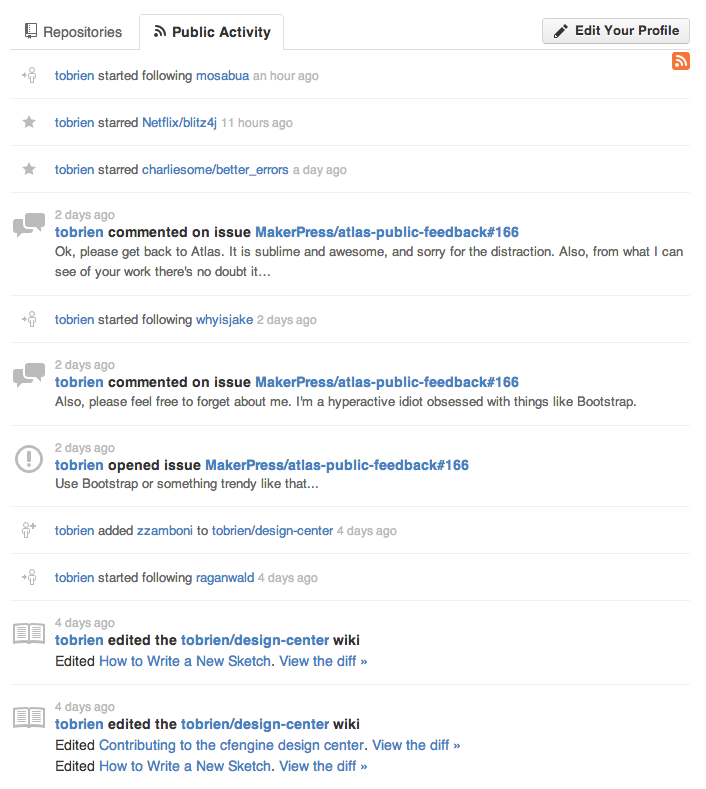 Repositories
Public Activity
Edit Your Profile
tobrien started following mosabua an hour ago
tobrien starred Netflix/blitz4j 11 hours ago
tobrien starred charliesome/better_errors a day ago
2 days ago
tobrien commented on issue MakerPress/atlas-public-feedback#166
Ok, please get back to Atlas. It is sublime and awesome, and sorry for the distraction. Also, from what I can
see of your work there's no doubt it...
tobrien started following whyisjake 2 days ago
2 days ago
tobrien commented on issue MakerPress/atlas-public-feedback#166
Also, please feel free to forget about me. I'm a hyperactive idiot obsessed with things like Bootstrap.
2 days ago
tobrien opened issue MakerPress/atlas-public-feedback#166
Use Bootstrap or something trendy like that...
tobrien added zzamboni to tobrien/design-center 4 days ago
tobrien started following raganwald 4 days ago
4 days ago
tobrien edited the tobrien/design-center wiki
Edited How to Write a New Sketch. View the diff »
4 days ago
tobrien edited the tobrien/design-center wiki
Edited Contributing to the cfengine design center. View the diff »
Edited How to Write a New Sketch. View the diff »